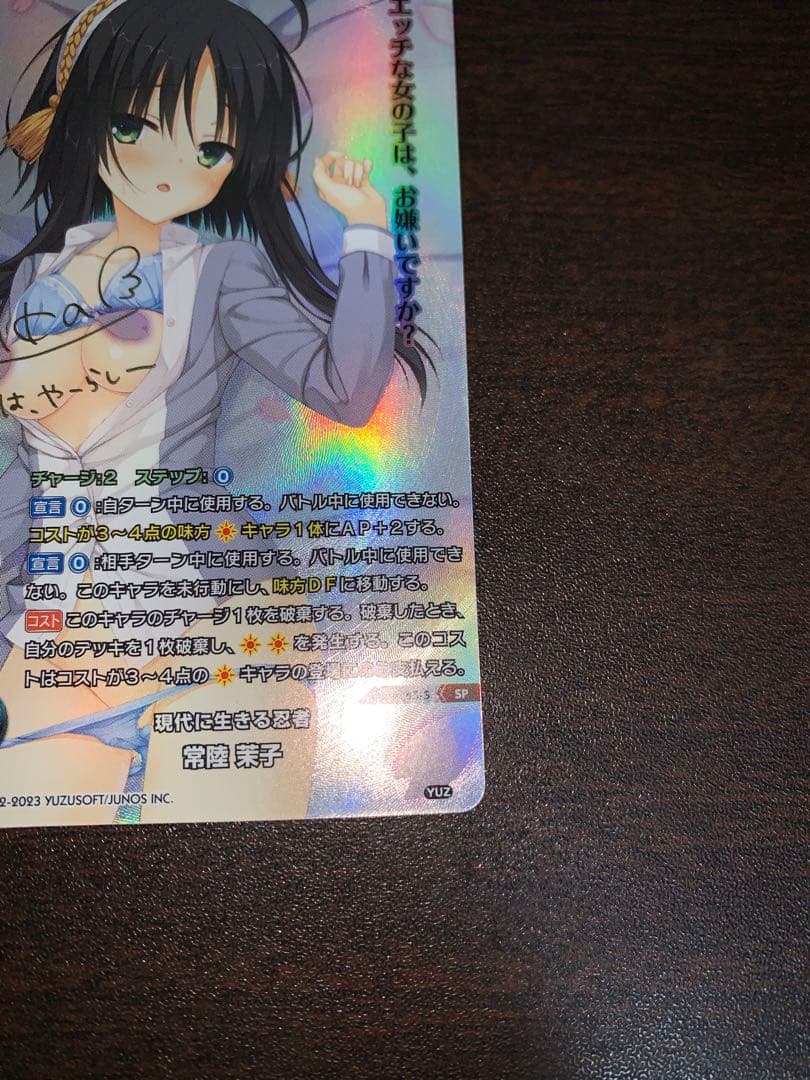 エッチな女の子は、お嫌いですか？
は、やーらしー
チャージ：2 ステップ：0
宣言 0：自ターン中に使用する。バトル中に使用できない。
コストが3～4点の味方キャラ1体にAP+2する。
宣言 0：相手ターン中に使用する。バトル中に使用でき
ない。このキャラを未行動にし、味方DFに移動する。
コスト このキャラのチャージ1枚を破棄する。破棄したとき、
自分のデッキを1枚破棄し、を発生する。このコス
トはコストが3～4点のキャラの登場
払える。
SP
現代に生きる忍者
常陸 茉子
2-2023 YUZUSOFT/JUNOS INC.
YUZ